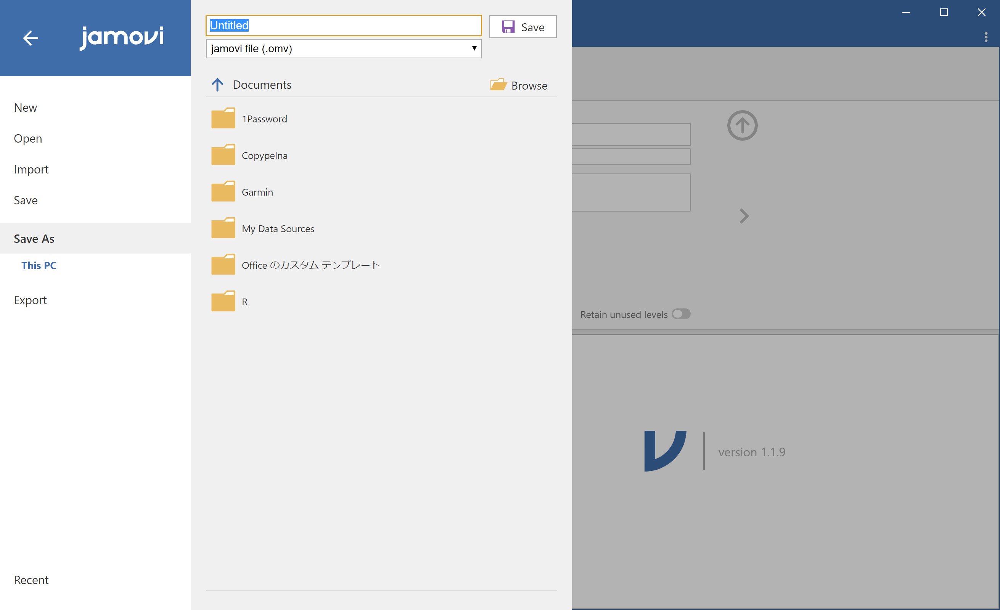 jamovi
New
Open
Import
Save
Save As
This PC
Export
Recent
Untitled
Save
jamovi file (.omv)
Documents
Browse
1Password
Copypelna
Garmin
My Data Sources
Office のカスタム テンプレート
R
Retain unused levels
version 1.1.9